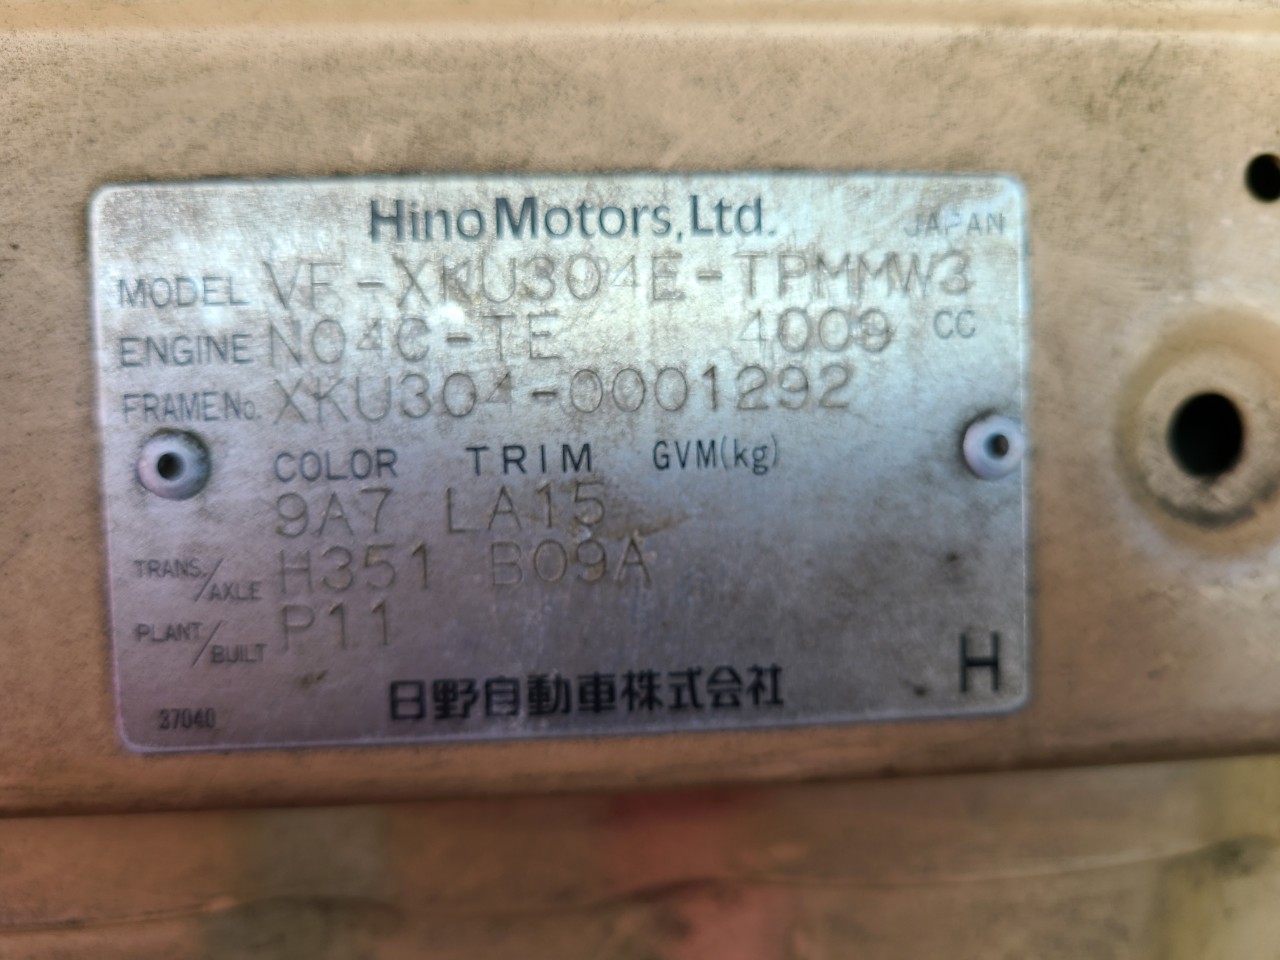 Hino Motors, Ltd. JAPAN
MODEL VF-XKU304E-TPMMW3
ENGINE N04C-TE 4009 CC
FRAME No. XKU304-0001292
COLOR TRIM GVM(kg)
9A7 LA15
TRANS./AXLE H351 B09A
PLANT/BUILT P11
H
37040 日野自動車株式会社